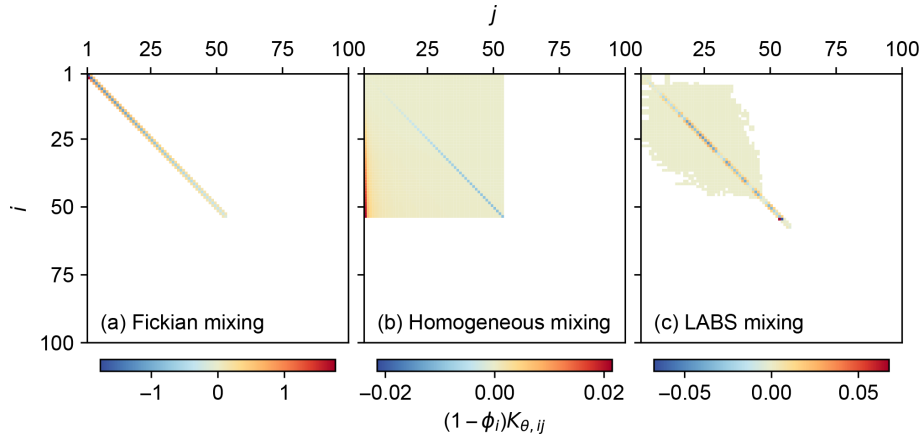 j
1 25 50 75 100 25 50 75 100 25 50 75 100
1
25
i
50
75
100
(a) Fickian mixing (b) Homogeneous mixing (c) LABS mixing
−1 0 1 −0.02 0.00 0.02 −0.05 0.00 0.05
(1 − ϕᵢ)K_{θ, ij}